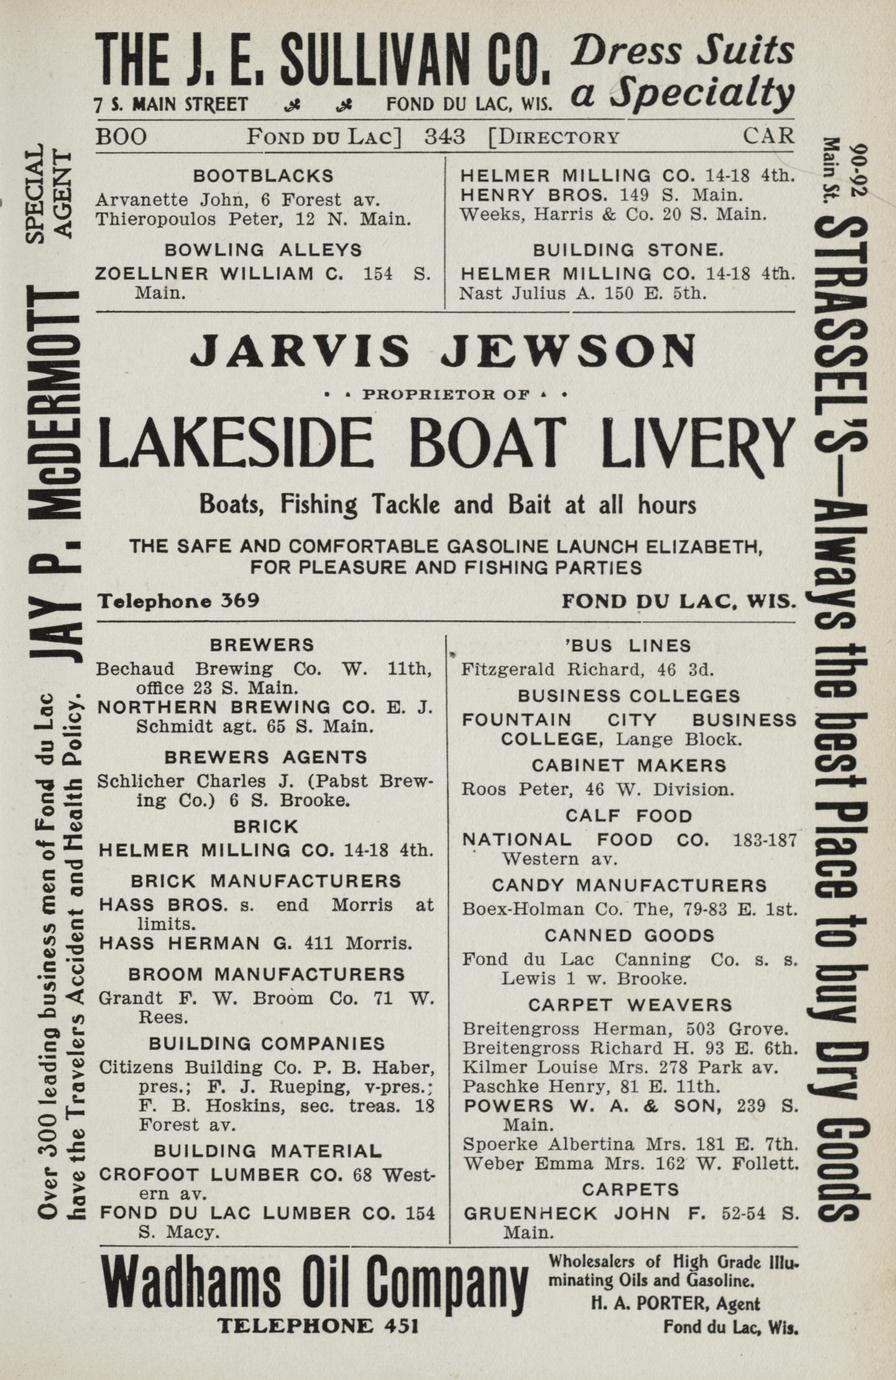 THE J. E. SULLIVAN CO. Dress Suits
7 S. MAIN STREET FOND DU LAC, WIS. a Specialty
BOO FOND DU LAC] 343 [DIRECTORY CAR
BOOTBLACKS
Arvanette John, 6 Forest av.
Thieropoulos Peter, 12 N. Main.
BOWLING ALLEYS
ZOELLNER WILLIAM C. 154 S.
Main.
HELMER MILLING CO. 14-18 4th.
HENRY BROS. 149 S. Main.
Weeks, Harris & Co. 20 S. Main.
BUILDING STONE.
HELMER MILLING CO. 14-18 4th.
Nast Julius A. 150 E. 5th.
JARVIS JEWSON
PROPRIETOR OF
LAKESIDE BOAT LIVERY
Boats, Fishing Tackle and Bait at all hours
THE SAFE AND COMFORTABLE GASOLINE LAUNCH ELIZABETH,
FOR PLEASURE AND FISHING PARTIES
Telephone 369 FOND DU LAC, WIS.
BREWERS
Bechaud Brewing Co. W. 11th,
office 23 S. Main.
NORTHERN BREWING CO. E. J.
Schmidt agt. 65 S. Main.
BREWERS AGENTS
Schlicher Charles J. (Pabst Brew-
ing Co.) 6 S. Brooke.
BRICK
HELMER MILLING CO. 14-18 4th.
BRICK MANUFACTURERS
HASS BROS. s. end Morris at
limits.
HASS HERMAN G. 411 Morris.
BROOM MANUFACTURERS
Grandt F. W. Broom Co. 71 W.
Rees.
BUILDING COMPANIES
Citizens Building Co. P. B. Haber,
pres.; F. J. Rueping, v-pres.;
F. B. Hoskins, sec. treas. 18
Forest av.
BUILDING MATERIAL
CROFOOT LUMBER CO. 68 West-
ern av.
FOND DU LAC LUMBER CO. 154
S. Macy.
'BUS LINES
Fitzgerald Richard, 46 3d.
BUSINESS COLLEGES
FOUNTAIN CITY BUSINESS
COLLEGE, Lange Block.
CABINET MAKERS
Roos Peter, 46 W. Division.
CALF FOOD
NATIONAL FOOD CO. 183-187
Western av.
CANDY MANUFACTURERS
Boex-Holman Co. The, 79-83 E. 1st.
CANNED GOODS
Fond du Lac Canning Co. s. s.
Lewis 1 w. Brooke.
CARPET WEAVERS
Breitengross Herman, 503 Grove.
Breitengross Richard H. 93 E. 6th.
Kilmer Louise Mrs. 278 Park av.
Paschke Henry, 81 E. 11th.
POWERS W. A. & SON, 239 S.
Main.
Spoerke Albertina Mrs. 181 E. 7th.
Weber Emma Mrs. 162 W. Follett.
CARPETS
GRUENHECK JOHN F. 52-54 S.
Main.
Wadhams Oil Company
TELEPHONE 451
Wholesalers of High Grade Illu-
minating Oils and Gasoline.
H. A. PORTER, Agent
Fond du Lac, Wis.
Over 300 leading business men of Fond du Lac
have the Travelers Accident and Health Policy.
JAY P. McDERMOTT
SPECIAL
AGENT
90-92
Main St.
STRASSEL'S—Always the best Place to buy Dry Goods